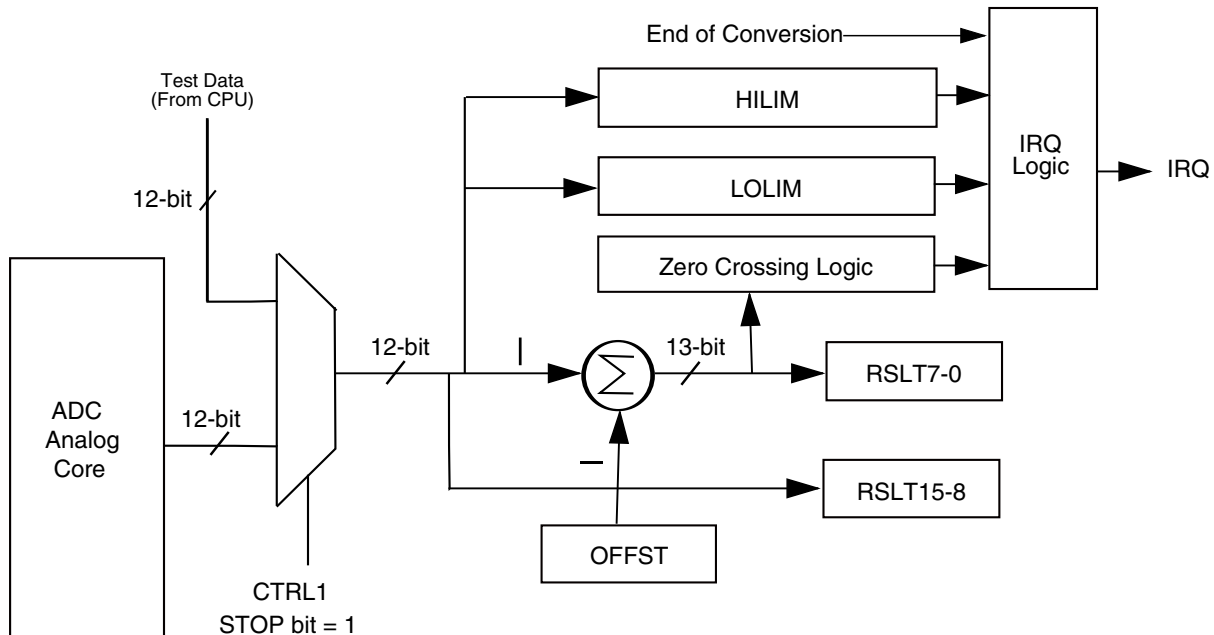 End of Conversion
Test Data
(From CPU)
HILIM
IRQ
Logic
IRQ
12-bit
LOLIM
Zero Crossing Logic
12-bit
13-bit
Σ
RSLT7-0
ADC
Analog
Core
12-bit
RSLT15-8
OFFST
CTRL1
STOP bit = 1